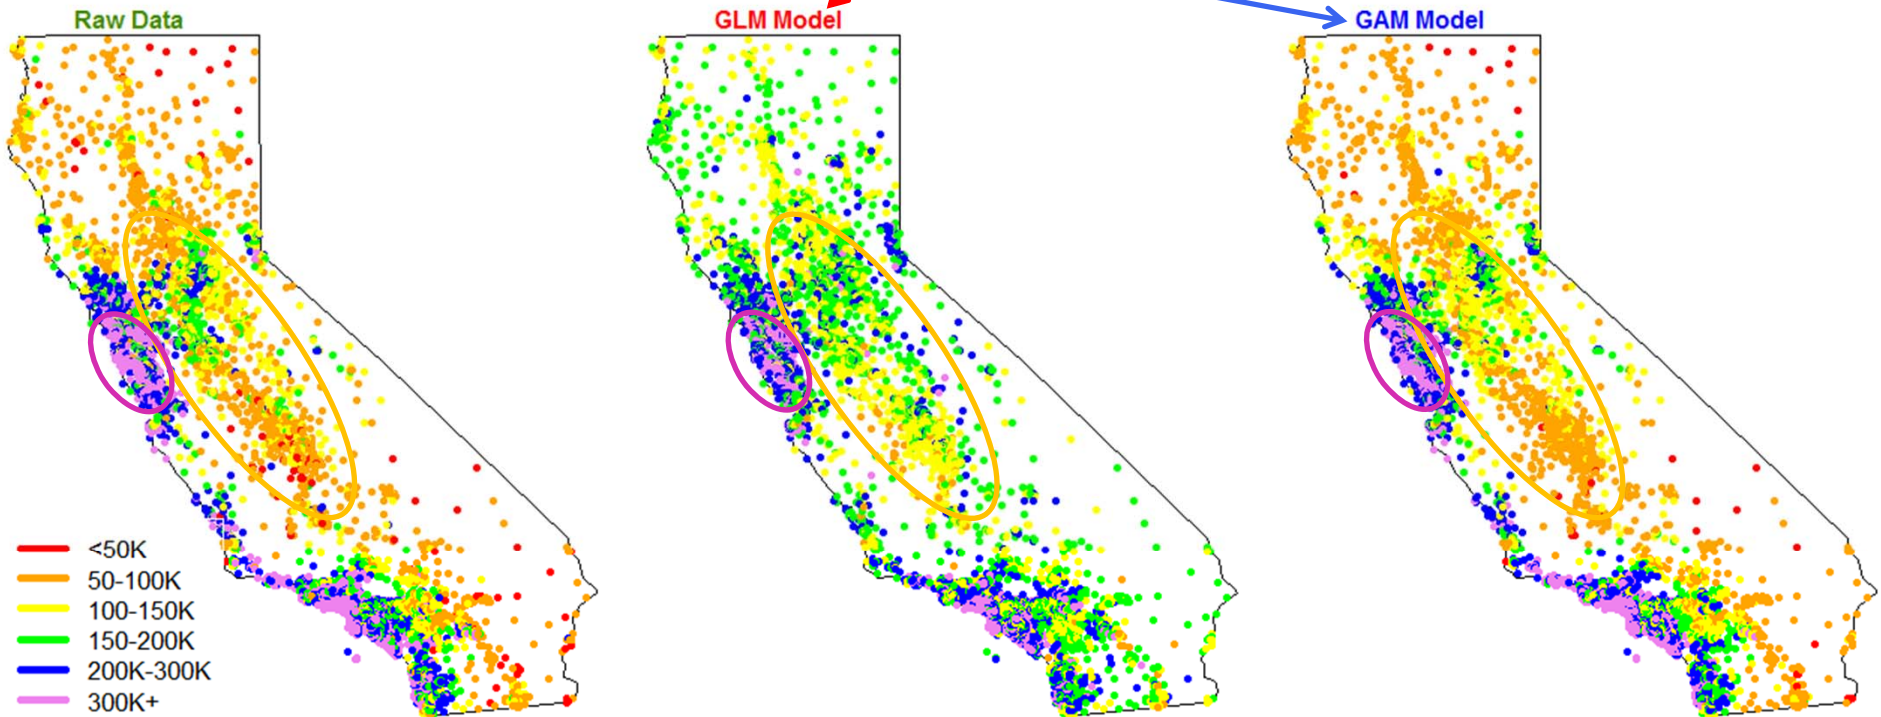 Raw Data
GLM Model
GAM Model
<50K
50-100K
100-150K
150-200K
200K-300K
300K+